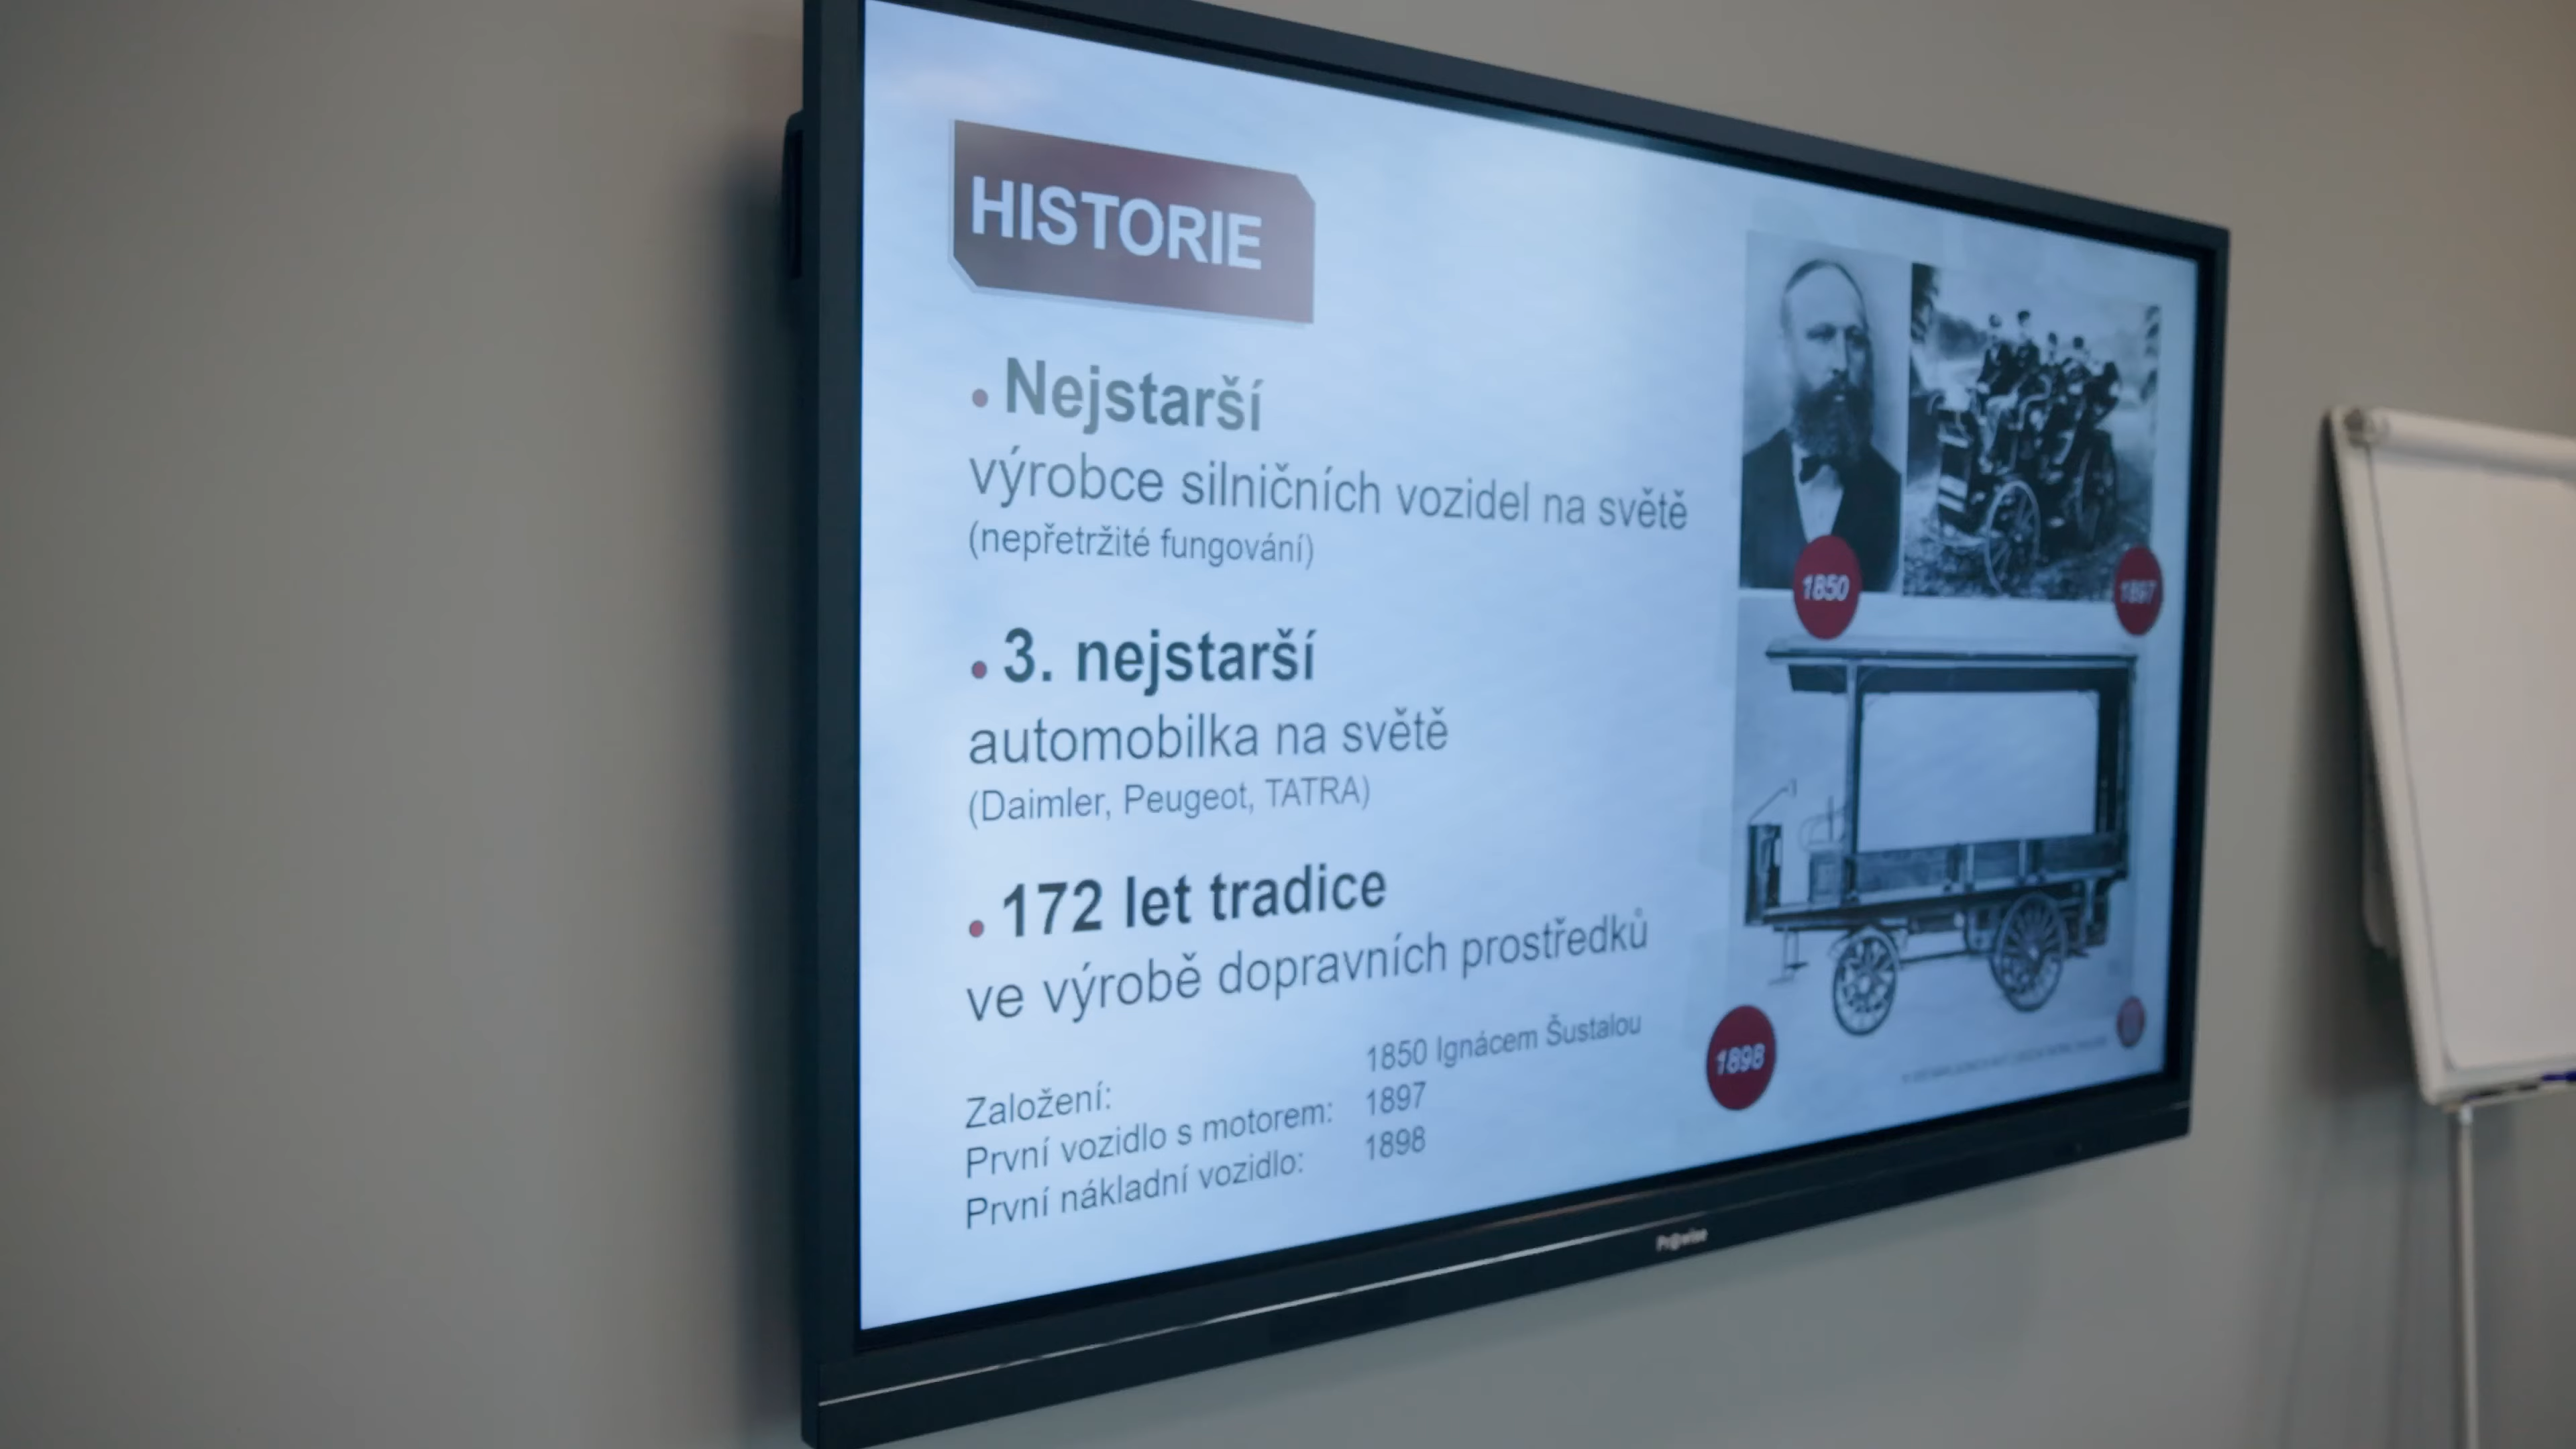 HISTORIE
• Nejstarší
výrobce silničních vozidel na světě
(nepřetržité fungování)
• 3. nejstarší
automobilka na světě
(Daimler, Peugeot, TATRA)
• 172 let tradice
ve výrobě dopravních prostředků
Založení: 1850 Ignácem Šustalou
První vozidlo s motorem: 1897
První nákladní vozidlo: 1898
1850
1897
1898
Prowise